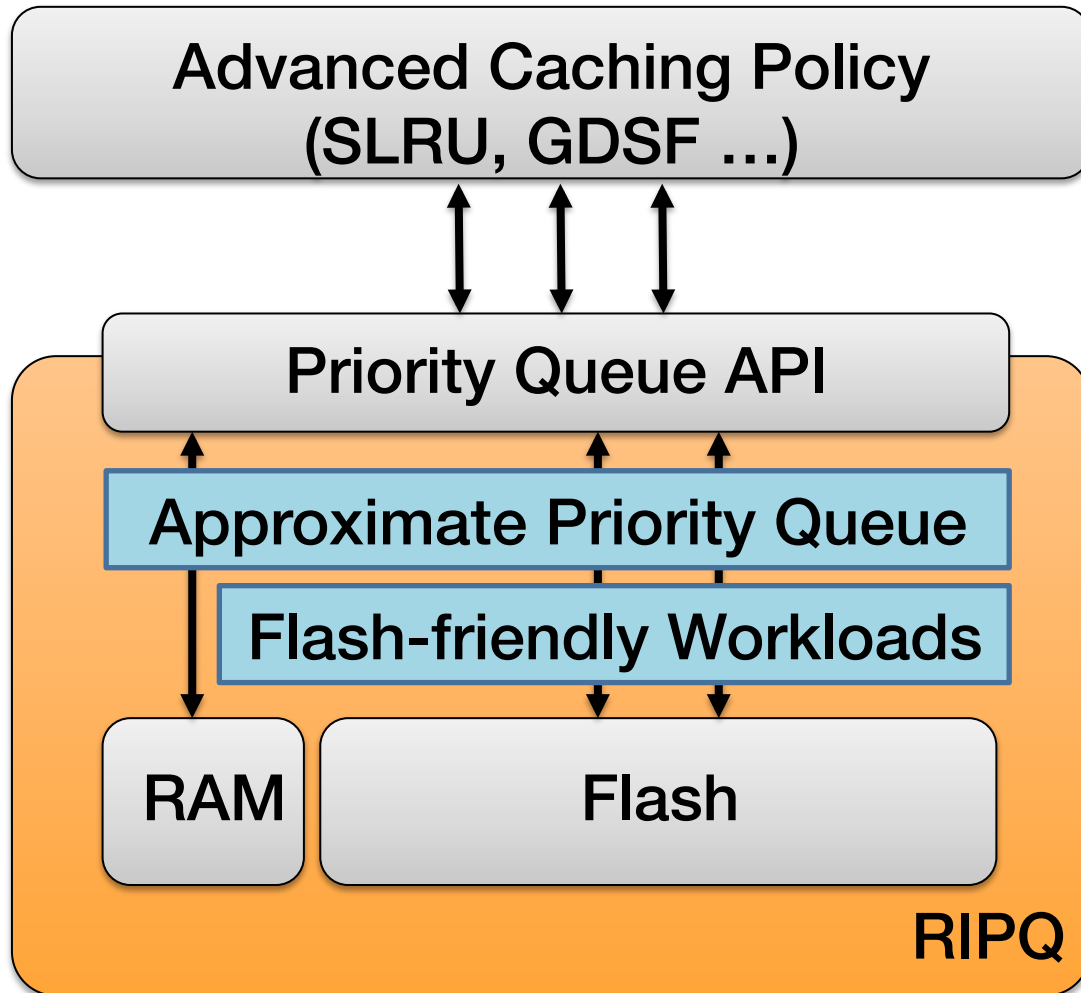 Advanced Caching Policy
(SLRU, GDSF ...)
Priority Queue API
Approximate Priority Queue
Flash-friendly Workloads
RAM
Flash
RIPQ